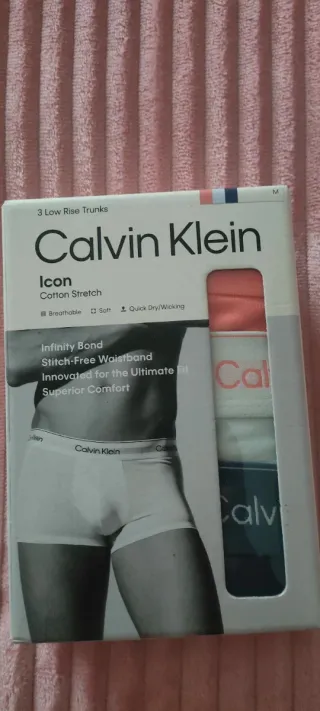 3 Low Rise Trunks
M
Calvin Klein
Icon
Cotton Stretch
Breathable Soft Quick Dry/Wicking
Infinity Bond
Stitch-Free Waistband
Innovated for the Ultimate Fit
Superior Comfort
Cal
Klein Calvin Klein Calvin
Calv